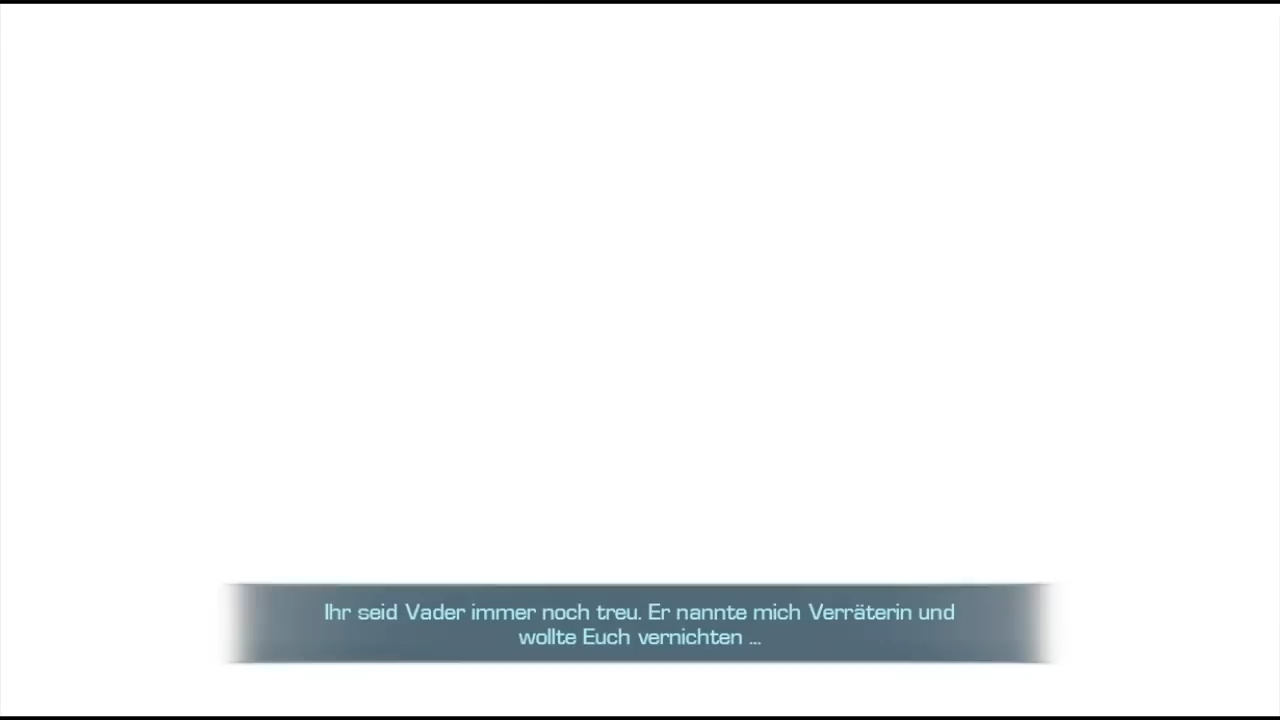 Ihr seid Vader immer noch treu. Er nannte mich Verräterin und
wollte Euch vernichten ...